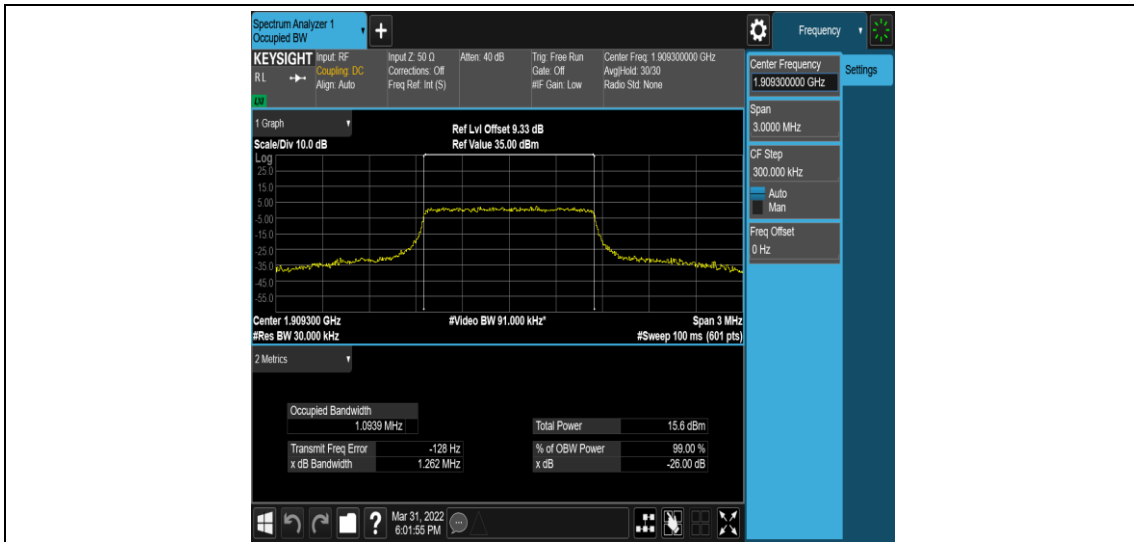 Spectrum Analyzer 1
Occupied BW
+
Frequency
KEYSIGHT
RL
Input: RF
Coupling: DC
Align: Auto
Input Z: 50 Ω
Corrections: Off
Freq Ref: Int (S)
Atten: 40 dB
Trig: Free Run
Gate: Off
#IF Gain: Low
Center Freq: 1.909300000 GHz
Avg|Hold: 30/30
Radio Std: None
Center Frequency
1.909300000 GHz
Settings
Span
3.0000 MHz
CF Step
300.000 kHz
Auto
Man
Freq Offset
0 Hz
1 Graph
Scale/Div 10.0 dB
Ref Lvl Offset 9.33 dB
Ref Value 35.00 dBm
Log
25.0
15.0
5.00
-5.00
-15.0
-25.0
-35.0
-45.0
-55.0
Center 1.909300 GHz
#Res BW 30.000 kHz
#Video BW 91.000 kHz*
Span 3 MHz
#Sweep 100 ms (601 pts)
2 Metrics
Occupied Bandwidth
1.0939 MHz
Transmit Freq Error -128 Hz
x dB Bandwidth 1.262 MHz
Total Power 15.6 dBm
% of OBW Power 99.00 %
x dB -26.00 dB
?
Mar 31, 2022
6:01:55 PM